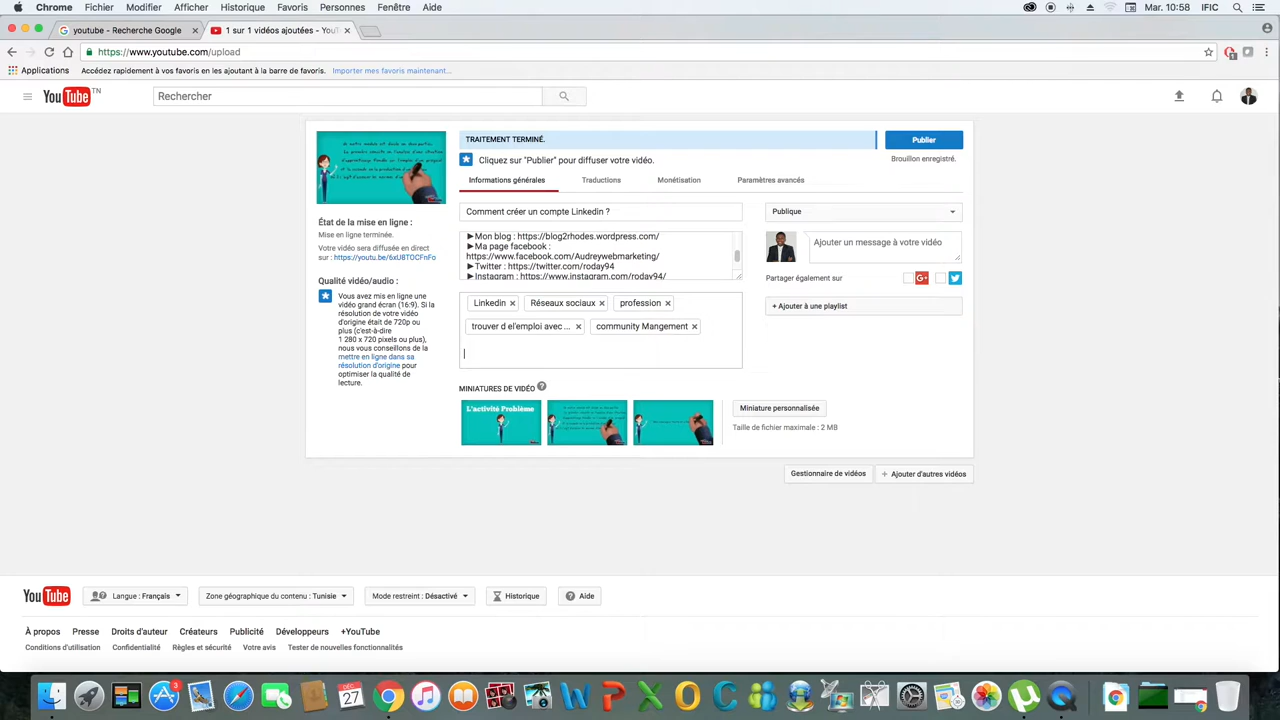 Chrome Fichier Modifier Afficher Historique Favoris Personnes Fenêtre Aide Mar. 10:58 IFIC
youtube - Recherche Google 1 sur 1 vidéos ajoutées - You
https://www.youtube.com/upload
Applications Accédez rapidement à vos favoris en les ajoutant à la barre de favoris. Importer mes favoris maintenant...
YouTube TN Rechercher
TRAITEMENT TERMINÉ.
Publier
Cliquez sur "Publier" pour diffuser votre vidéo.
Brouillon enregistré.
Informations générales Traductions Monétisation Paramètres avancés
État de la mise en ligne :
Mise en ligne terminée.
Votre vidéo sera diffusée en direct
sur : https://youtu.be/6xU8TOCFnFo
Qualité vidéo/audio :
Vous avez mis en ligne une
vidéo grand écran (16:9). Si la
résolution de votre vidéo
d'origine était de 720p ou
plus (c'est-à-dire
1 280 x 720 pixels ou plus),
nous vous conseillons de la
mettre en ligne dans sa
résolution d'origine pour
optimiser la qualité de
lecture.
Comment créer un compte Linkedin ?
►Mon blog : https://blog2rhodes.wordpress.com/
►Ma page facebook :
https://www.facebook.com/Audreywebmarketing/
►Twitter : https://twitter.com/roday94
►Instagram : https://www.instagram.com/roday94/
Linkedin × Réseaux sociaux × profession ×
trouver d el'emploi avec ... × community Mangement ×
Publique
Ajouter un message à votre vidéo
Partager également sur G+
+ Ajouter à une playlist
MINIATURES DE VIDÉO ?
L'activité Problème
Miniature personnalisée
Taille de fichier maximale : 2 MB
Gestionnaire de vidéos + Ajouter d'autres vidéos
YouTube Langue : Français Zone géographique du contenu : Tunisie Mode restreint : Désactivé Historique Aide
À propos Presse Droits d'auteur Créateurs Publicité Développeurs +YouTube
Conditions d'utilisation Confidentialité Règles et sécurité Votre avis Tester de nouvelles fonctionnalités
3
DÉC
27